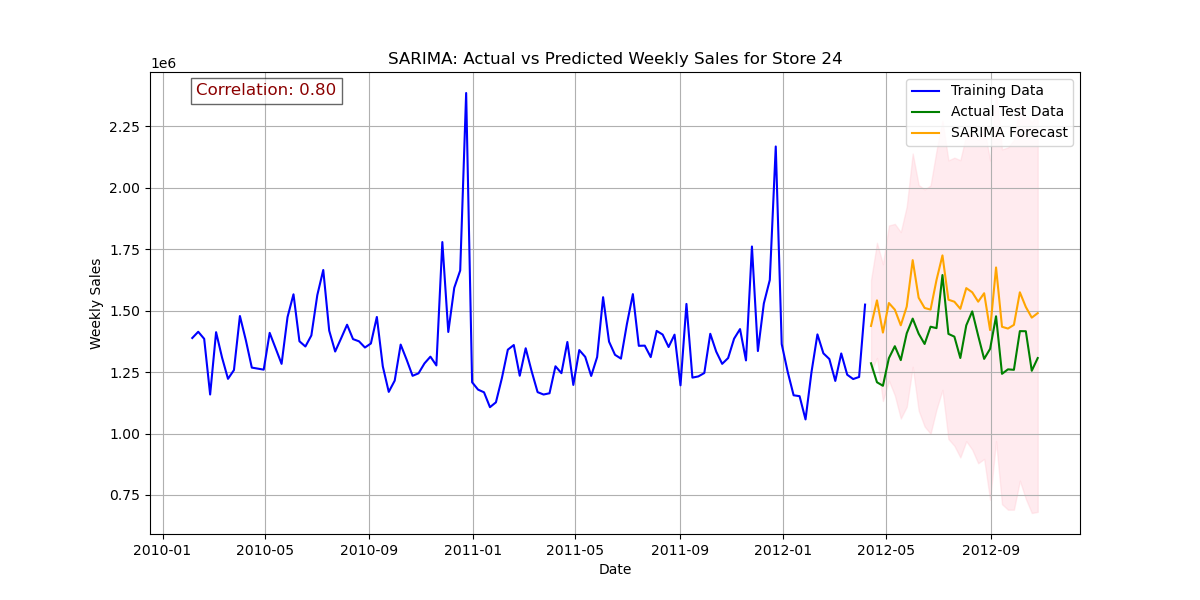 SARIMA: Actual vs Predicted Weekly Sales for Store 24
1e6
Correlation: 0.80
Training Data
Actual Test Data
SARIMA Forecast
2.25
2.00
1.75
1.50
1.25
1.00
0.75
Weekly Sales
2010-01
2010-05
2010-09
2011-01
2011-05
2011-09
2012-01
2012-05
2012-09
Date